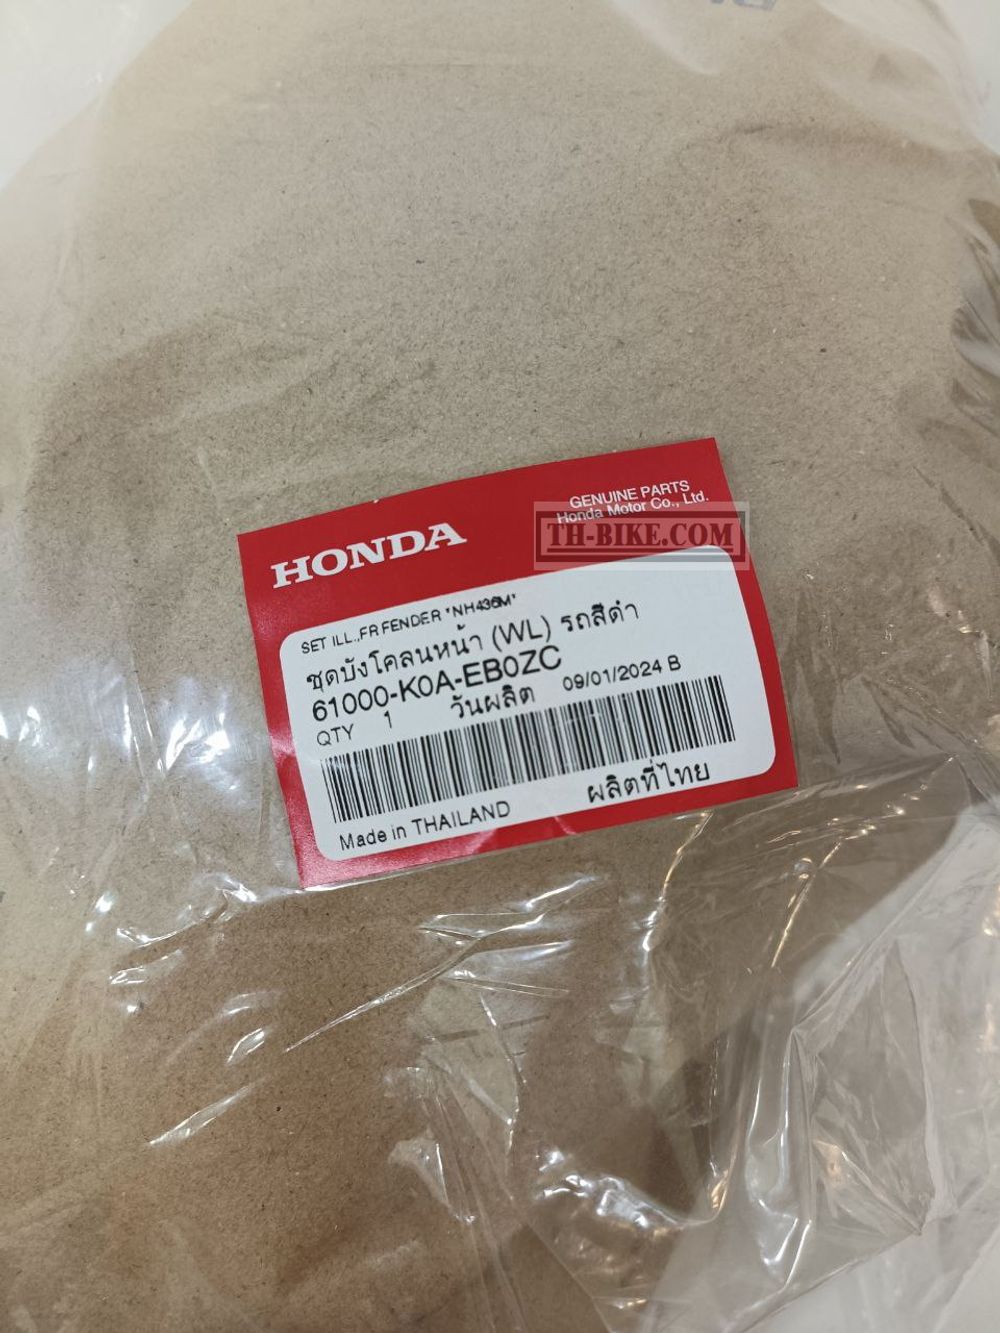 HONDA
GENUINE PARTS
Honda Motor Co., Ltd.
TH-BIKE.COM
SET ILL.,FR FENDER *NH436M*
ชุดบังโคลนหน้า (WL) รถสีดำ
61000-K0A-EB0ZC
QTY 1 วันผลิต 09/01/2024 B
Made in THAILAND ผลิตที่ไทย